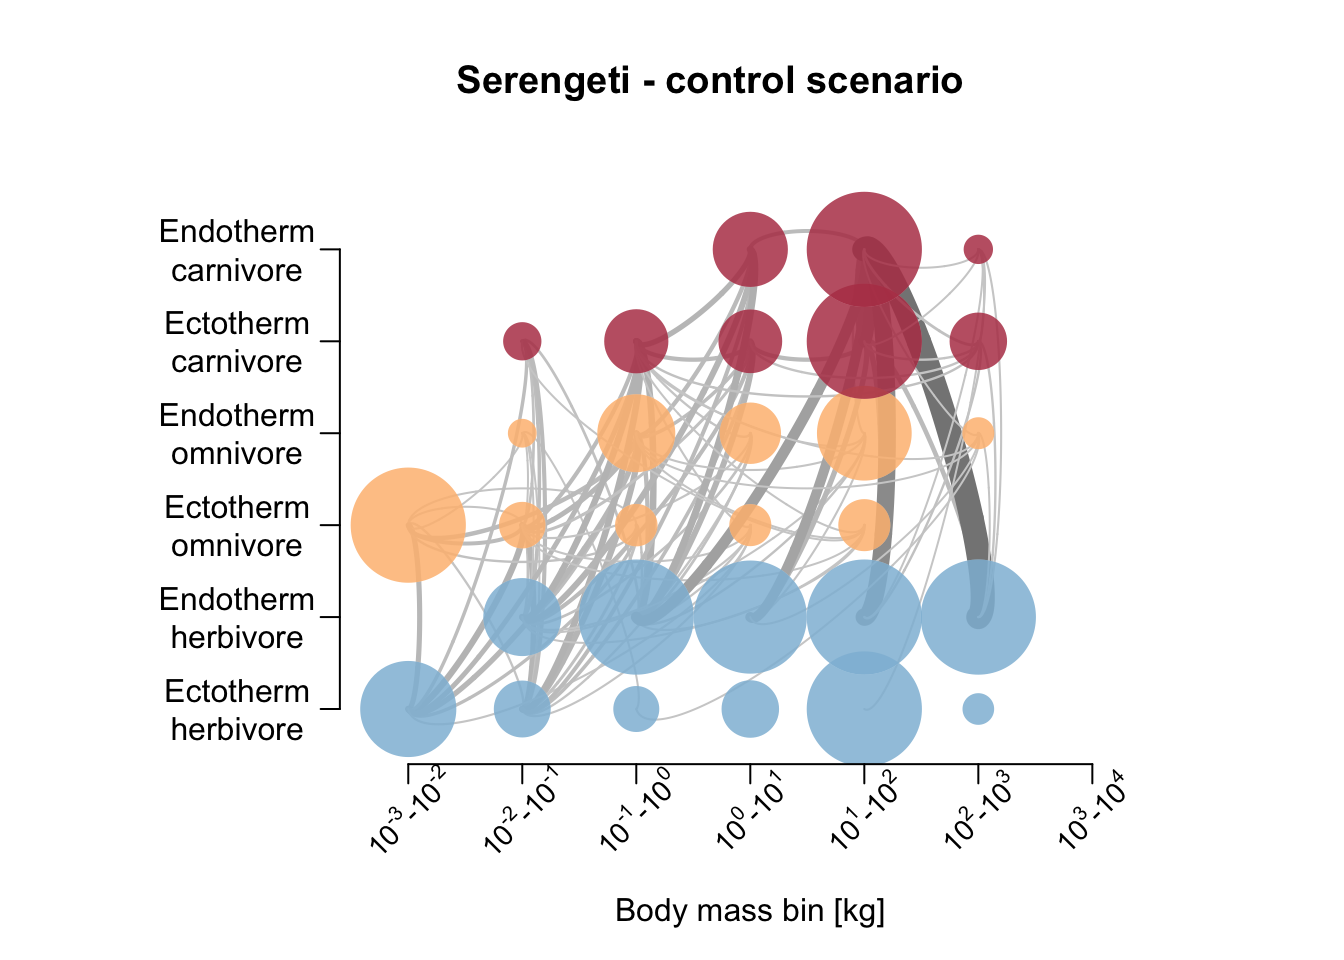 Serengeti - control scenario
Endotherm
carnivore
Ectotherm
carnivore
Endotherm
omnivore
Ectotherm
omnivore
Endotherm
herbivore
Ectotherm
herbivore
10⁻³-10⁻²
10⁻²-10⁻¹
10⁻¹-10⁰
10⁰-10¹
10¹-10²
10²-10³
10³-10⁴
Body mass bin [kg]